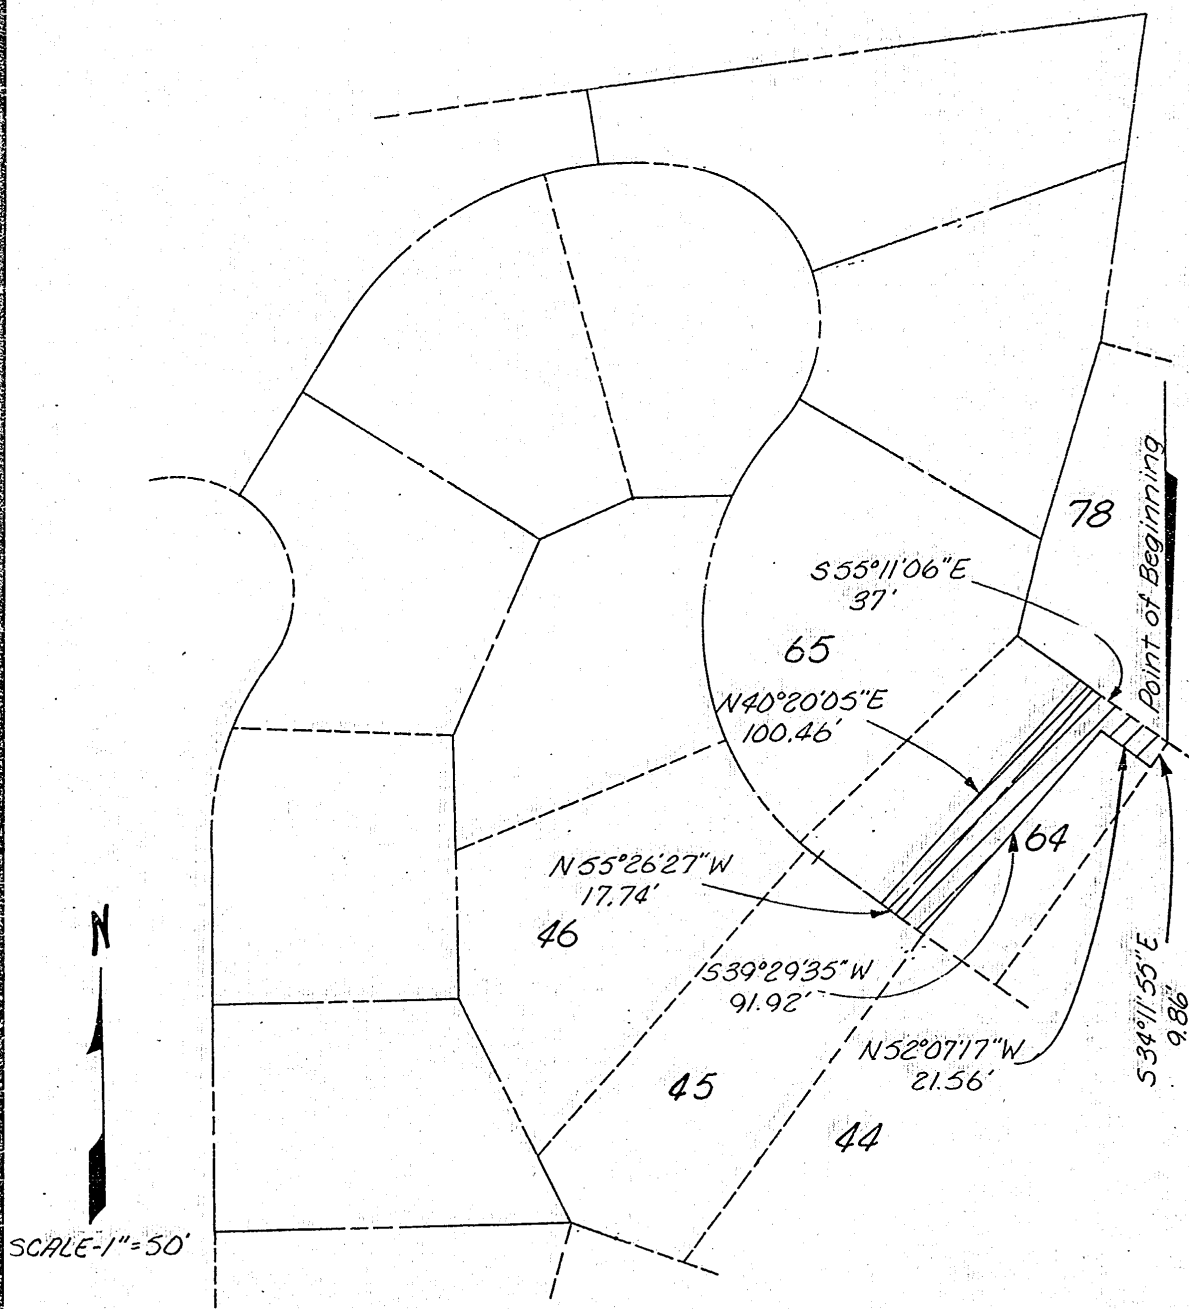 78
Point of Beginning
S55°11'06"E
37'
65
N40°20'05"E
100.46'
64
N55°26'27"W
17.74'
46
S39°29'35"W
91.92'
N52°07'17"W
21.56'
S34°11'55"E
9.86'
45
44
N
SCALE-1"=50'